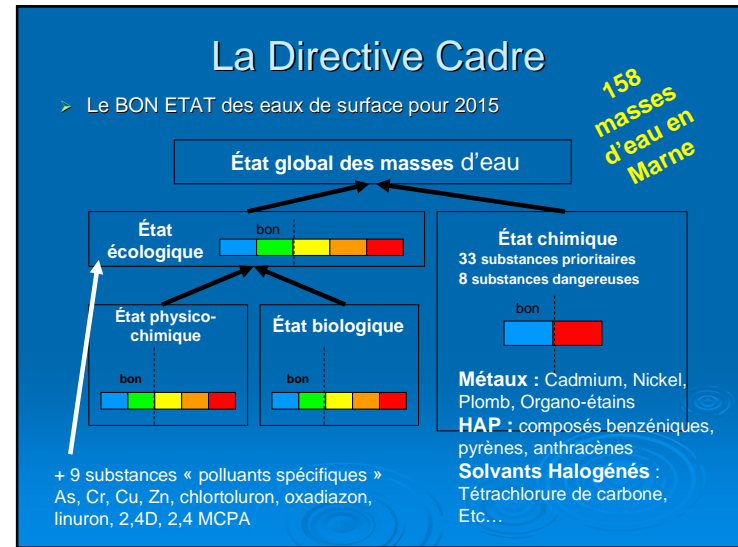 La Directive Cadre
Le BON ETAT des eaux de surface pour 2015
158
masses
d'eau en
Marne
État global des masses d'eau
État
écologique
bon
État chimique
33 substances prioritaires
8 substances dangereuses
bon
État physico-
chimique
bon
État biologique
bon
Métaux : Cadmium, Nickel,
Plomb, Organo-étains
HAP : composés benzéniques,
pyrènes, anthracènes
Solvants Halogénés :
Tétrachlorure de carbone,
Etc…
+ 9 substances « polluants spécifiques »
As, Cr, Cu, Zn, chlortoluron, oxadiazon,
linuron, 2,4D, 2,4 MCPA